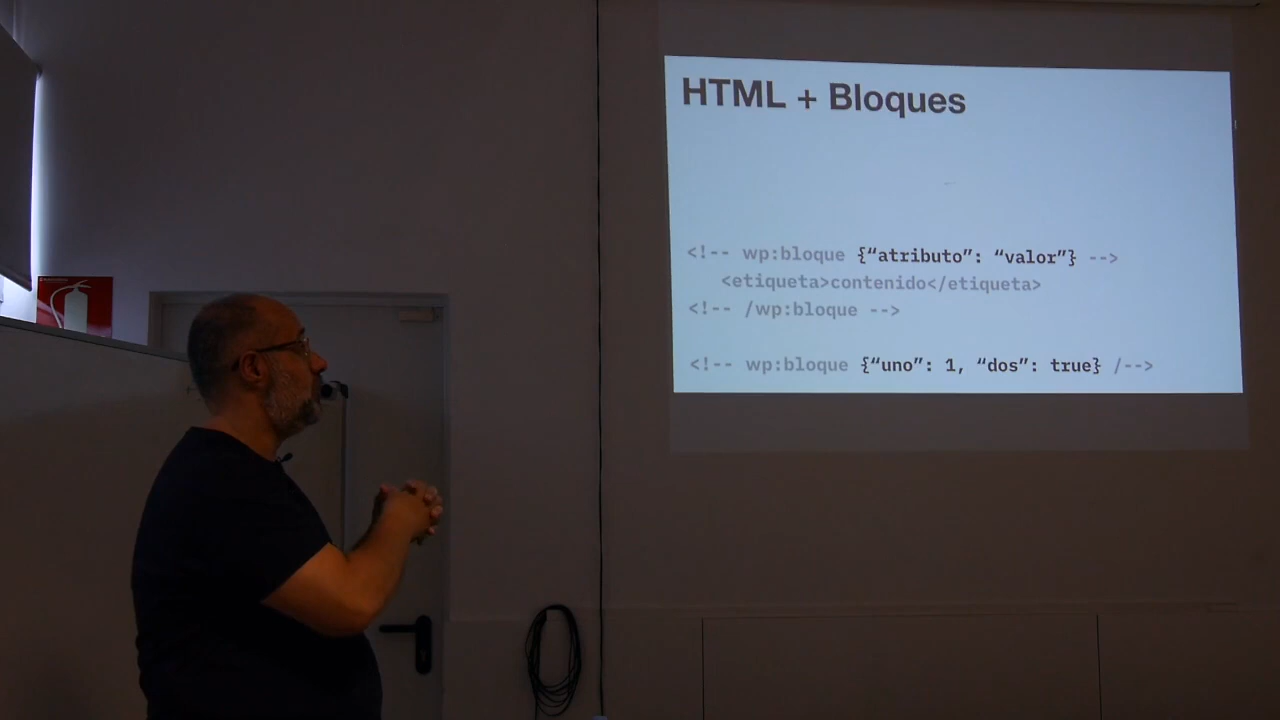 HTML + Bloques
<!-- wp:bloque {“atributo”: “valor”} -->
<etiqueta>contenido</etiqueta>
<!-- /wp:bloque -->
<!-- wp:bloque {“uno”: 1, “dos”: true} /-->